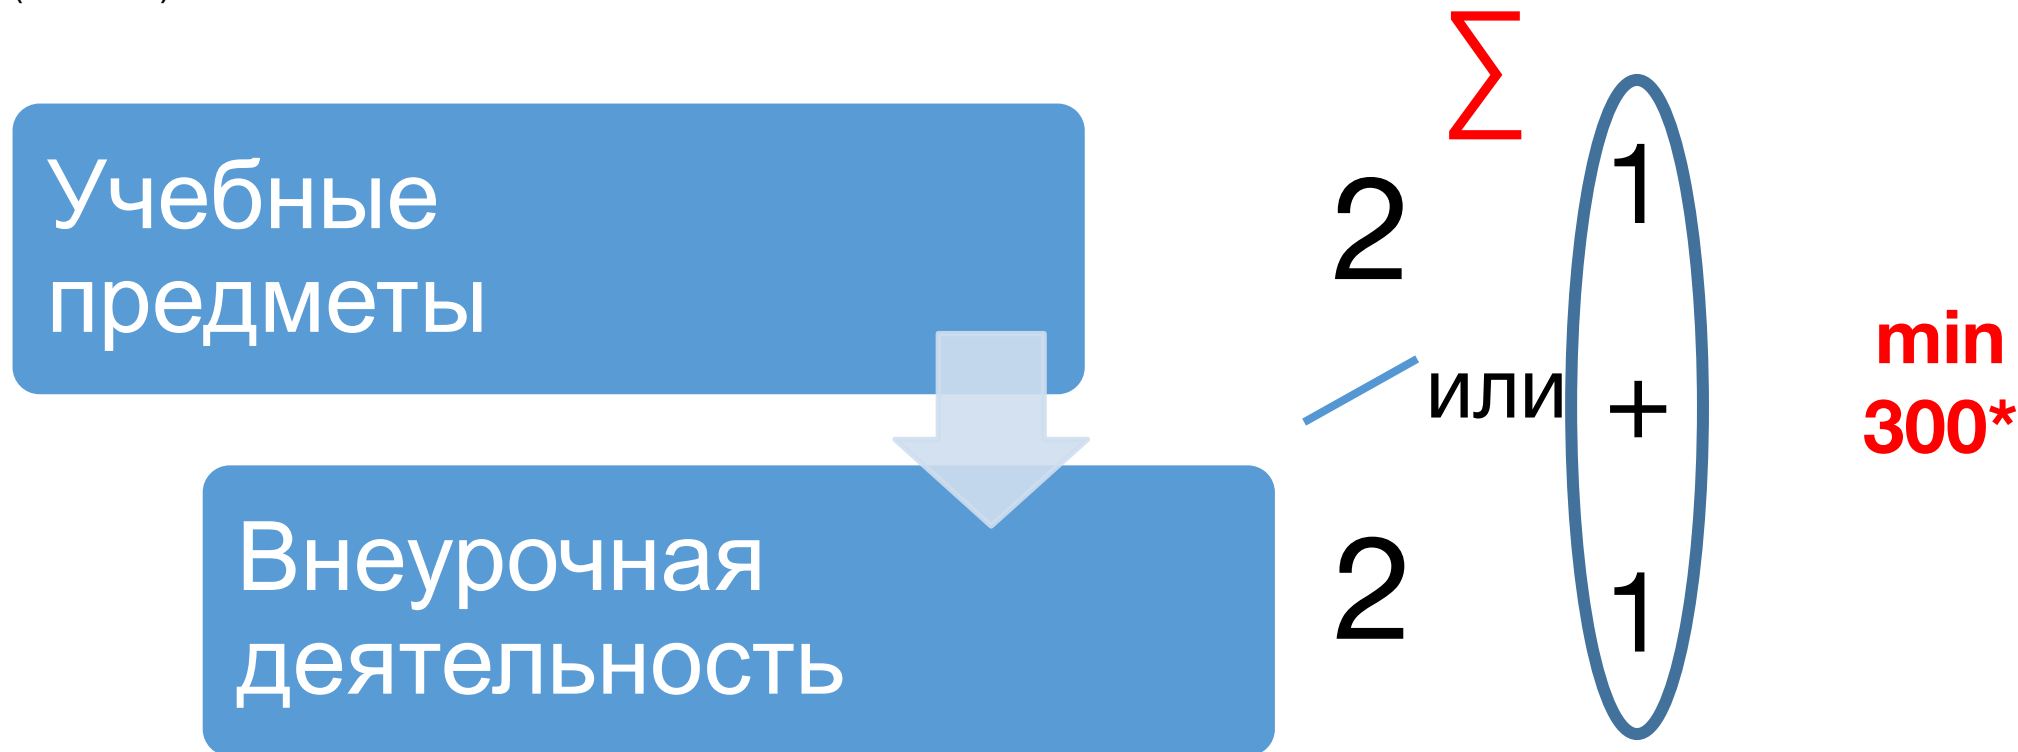 ∑
Учебные
предметы
2
1
или
+
min
300*
Внеурочная
деятельность
2
1